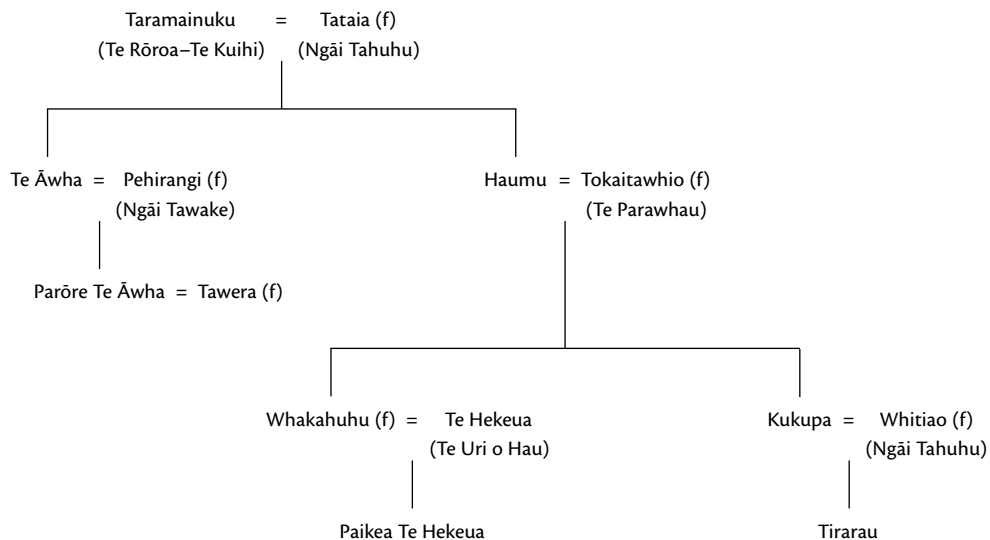 Taramainuku = Tataia (f)
(Te Rōroa–Te Kuihi) (Ngāi Tahuhu)
Te Āwha = Pehirangi (f) Haumu = Tokaitawhio (f)
(Ngāi Tawake) (Te Parawhau)
Parōre Te Āwha = Tawera (f)
Whakahuhu (f) = Te Hekeua Kukupa = Whitiao (f)
(Te Uri o Hau) (Ngāi Tahuhu)
Paikea Te Hekeua Tirarau